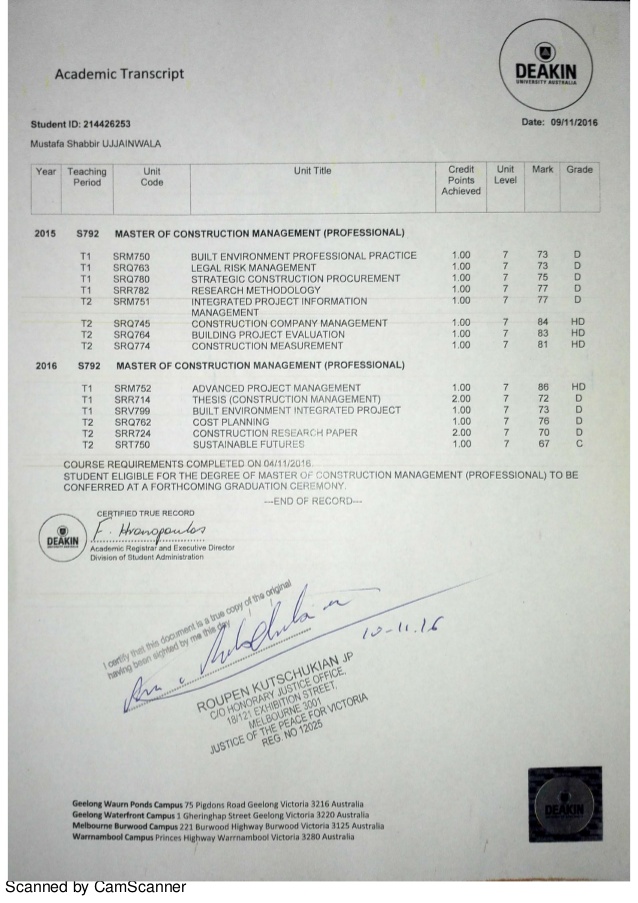 Academic Transcript
DEAKIN
UNIVERSITY AUSTRALIA
Student ID: 214426253
Date: 09/11/2016
Mustafa Shabbir UJJAINWALA
Year Teaching Period Unit Code Unit Title Credit Points Achieved Unit Level Mark Grade
2015 S792 MASTER OF CONSTRUCTION MANAGEMENT (PROFESSIONAL)
T1 SRM750 BUILT ENVIRONMENT PROFESSIONAL PRACTICE 1.00 7 73 D
T1 SRQ763 LEGAL RISK MANAGEMENT 1.00 7 73 D
T1 SRQ780 STRATEGIC CONSTRUCTION PROCUREMENT 1.00 7 75 D
T1 SRR782 RESEARCH METHODOLOGY 1.00 7 77 D
T2 SRM751 INTEGRATED PROJECT INFORMATION 1.00 7 77 D
MANAGEMENT
T2 SRQ745 CONSTRUCTION COMPANY MANAGEMENT 1.00 7 84 HD
T2 SRQ764 BUILDING PROJECT EVALUATION 1.00 7 83 HD
T2 SRQ774 CONSTRUCTION MEASUREMENT 1.00 7 81 HD
2016 S792 MASTER OF CONSTRUCTION MANAGEMENT (PROFESSIONAL)
T1 SRM752 ADVANCED PROJECT MANAGEMENT 1.00 7 86 HD
T1 SRR714 THESIS (CONSTRUCTION MANAGEMENT) 2.00 7 72 D
T1 SRV799 BUILT ENVIRONMENT INTEGRATED PROJECT 1.00 7 73 D
T2 SRQ762 COST PLANNING 1.00 7 76 D
T2 SRR724 CONSTRUCTION RESEARCH PAPER 2.00 7 70 D
T2 SRT750 SUSTAINABLE FUTURES 1.00 7 67 C
COURSE REQUIREMENTS COMPLETED ON 04/11/2016.
STUDENT ELIGIBLE FOR THE DEGREE OF MASTER OF CONSTRUCTION MANAGEMENT (PROFESSIONAL) TO BE
CONFERRED AT A FORTHCOMING GRADUATION CEREMONY.
---END OF RECORD---
CERTIFIED TRUE RECORD
DEAKIN
Academic Registrar and Executive Director
Division of Student Administration
I certify that this document is a true copy of the original
having been sighted by me this day
10-11.16
ROUPEN KUTSCHUKIAN JP
C/O HONORARY JUSTICE OFFICE,
18/121 EXHIBITION STREET,
MELBOURNE 3001
JUSTICE OF THE PEACE FOR VICTORIA
REG. NO 12025
Geelong Waurn Ponds Campus 75 Pigdons Road Geelong Victoria 3216 Australia
Geelong Waterfront Campus 1 Gheringhap Street Geelong Victoria 3220 Australia
Melbourne Burwood Campus 221 Burwood Highway Burwood Victoria 3125 Australia
Warrnambool Campus Princes Highway Warrnambool Victoria 3280 Australia
DEAKIN
Scanned by CamScanner